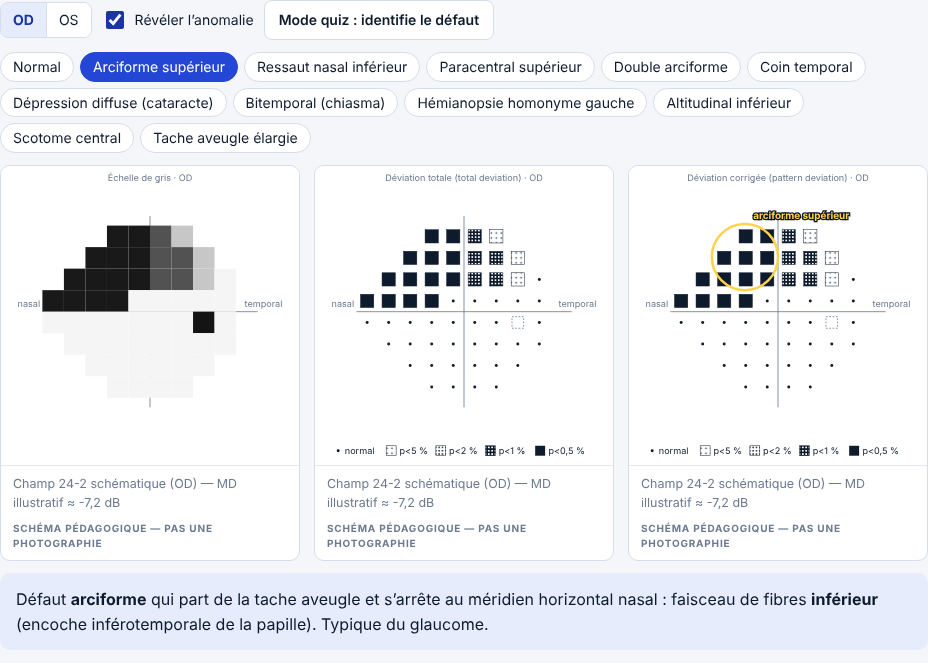 OD OS Révéler l’anomalie Mode quiz : identifie le défaut
Normal Arciforme supérieur Ressaut nasal inférieur Paracentral supérieur Double arciforme Coin temporal
Dépression diffuse (cataracte) Bitemporal (chiasma) Hémianopsie homonyme gauche Altitudinal inférieur
Scotome central Tache aveugle élargie
Échelle de gris · OD
nasal temporal
Champ 24-2 schématique (OD) — MD
illustratif ≈ -7,2 dB
SCHÉMA PÉDAGOGIQUE — PAS UNE
PHOTOGRAPHIE
Déviation totale (total deviation) · OD
nasal temporal
normal p<5 % p<2 % p<1 % p<0,5 %
Champ 24-2 schématique (OD) — MD
illustratif ≈ -7,2 dB
SCHÉMA PÉDAGOGIQUE — PAS UNE
PHOTOGRAPHIE
Déviation corrigée (pattern deviation) · OD
arciforme supérieur
nasal temporal
normal p<5 % p<2 % p<1 % p<0,5 %
Champ 24-2 schématique (OD) — MD
illustratif ≈ -7,2 dB
SCHÉMA PÉDAGOGIQUE — PAS UNE
PHOTOGRAPHIE
Défaut arciforme qui part de la tache aveugle et s’arrête au méridien horizontal nasal : faisceau de fibres inférieur
(encoche inférotemporale de la papille). Typique du glaucome.